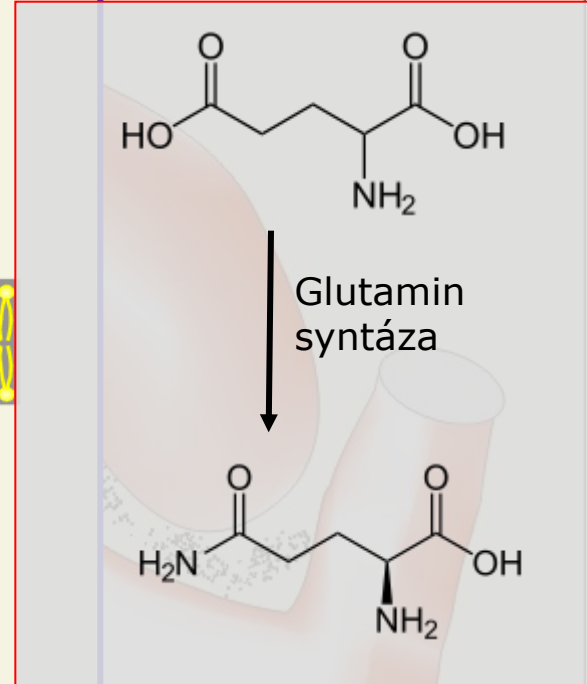 O O
HO OH
NH₂
Glutamin
syntáza
O O
H₂N OH
NH₂